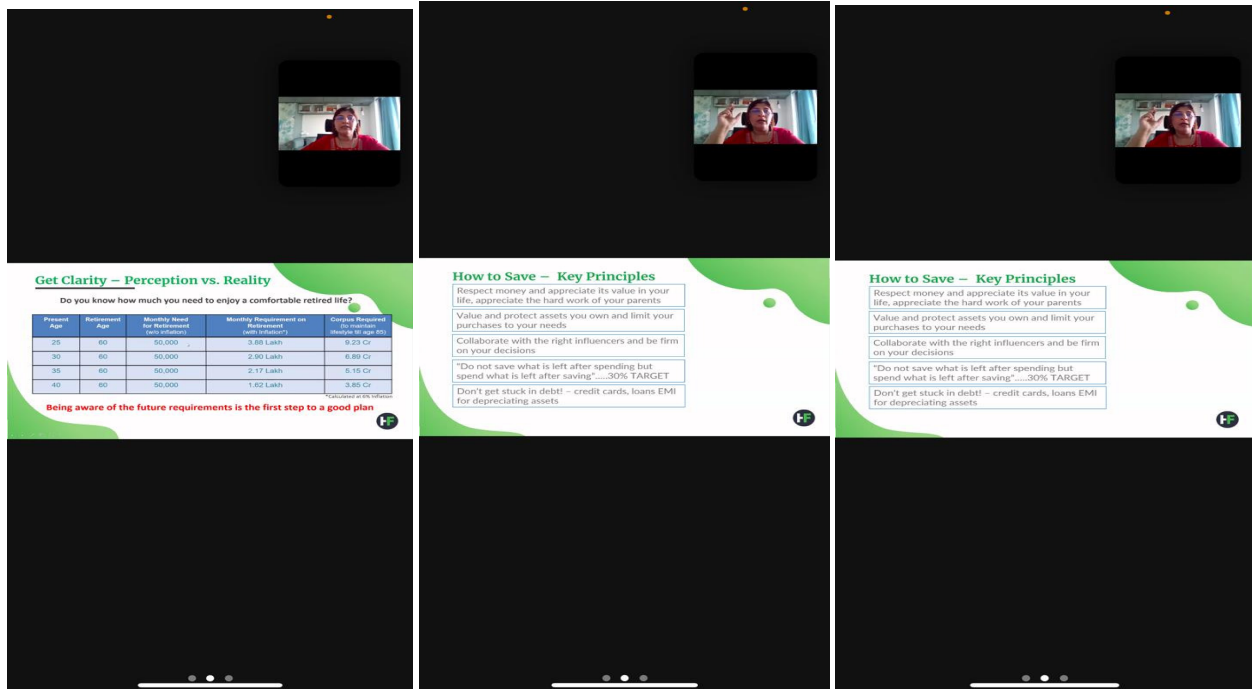 Get Clarity – Perception vs. Reality
Do you know how much you need to enjoy a comfortable retired life?
Present Age Retirement Age Monthly Need for Retirement (w/o inflation) Monthly Requirement on Retirement (with Inflation*) Corpus Required (to maintain lifestyle till age 85)
25 60 50,000 3.88 Lakh 9.23 Cr
30 60 50,000 2.90 Lakh 6.89 Cr
35 60 50,000 2.17 Lakh 5.15 Cr
40 60 50,000 1.62 Lakh 3.85 Cr
*Calculated at 6% Inflation
Being aware of the future requirements is the first step to a good plan
HF
How to Save – Key Principles
Respect money and appreciate its value in your
life, appreciate the hard work of your parents
Value and protect assets you own and limit your
purchases to your needs
Collaborate with the right influencers and be firm
on your decisions
"Do not save what is left after spending but
spend what is left after saving".....30% TARGET
Don't get stuck in debt! – credit cards, loans EMI
for depreciating assets
HF
How to Save – Key Principles
Respect money and appreciate its value in your
life, appreciate the hard work of your parents
Value and protect assets you own and limit your
purchases to your needs
Collaborate with the right influencers and be firm
on your decisions
"Do not save what is left after spending but
spend what is left after saving".....30% TARGET
Don't get stuck in debt! – credit cards, loans EMI
for depreciating assets
HF